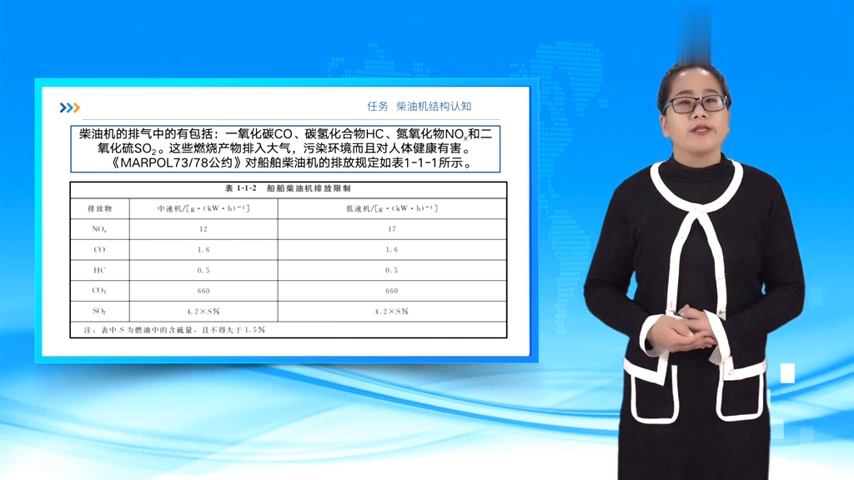 任务 柴油机结构认知
柴油机的排气中的有包括：一氧化碳CO、碳氢化合物HC、氮氧化物NOx和二
氧化硫SO2。这些燃烧产物排入大气，污染环境而且对人体健康有害。
《MARPOL73/78公约》对船舶柴油机的排放规定如表1-1-1所示。
表 1-1-2 船舶柴油机排放限制
排放物 中速机/[g·(kW·h)⁻¹] 低速机/[g·(kW·h)⁻¹]
NOx 12 17
CO 1.6 1.6
HC 0.5 0.5
CO2 660 660
SO2 4.2×S% 4.2×S%
注：表中 S 为燃油中的含硫量，且不得大于 1.5%